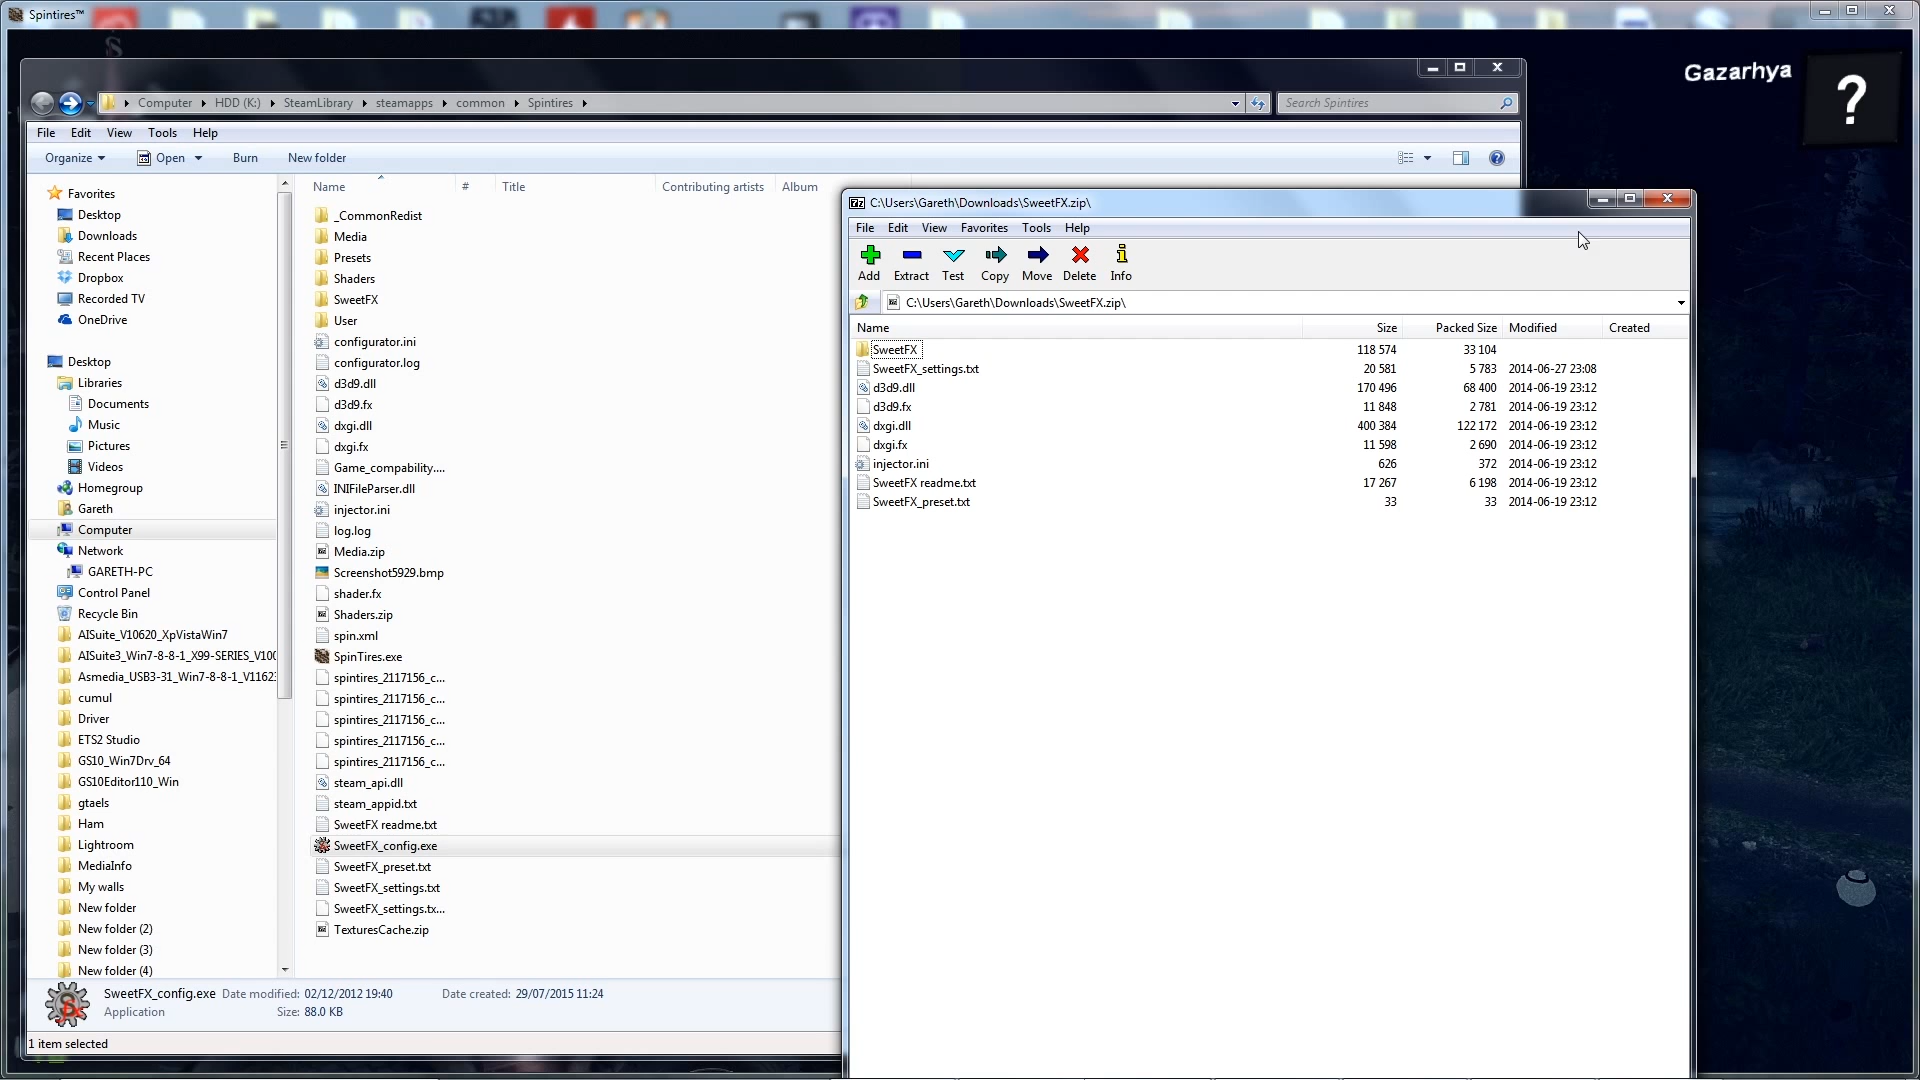 Spintires™
Gazarhya
?
Computer
HDD (K:)
SteamLibrary
steamapps
common
Spintires
Search Spintires
File Edit View Tools Help
Organize Open Burn New folder
Favorites
Desktop
Downloads
Recent Places
Dropbox
Recorded TV
OneDrive
Desktop
Libraries
Documents
Music
Pictures
Videos
Homegroup
Gareth
Computer
Network
GARETH-PC
Control Panel
Recycle Bin
AISuite_V10620_XpVistaWin7
AISuite3_Win7-8-8-1_X99-SERIES_V100
Asmedia_USB3-31_Win7-8-8-1_V1162
cumul
Driver
ETS2 Studio
GS10_Win7Drv_64
GS10Editor110_Win
gtaels
Ham
Lightroom
MediaInfo
My walls
New folder
New folder (2)
New folder (3)
New folder (4)
Name # Title Contributing artists Album
_CommonRedist
Media
Presets
Shaders
SweetFX
User
configurator.ini
configurator.log
d3d9.dll
d3d9.fx
dxgi.dll
dxgi.fx
Game_compability....
INIFileParser.dll
injector.ini
log.log
Media.zip
Screenshot5929.bmp
shader.fx
Shaders.zip
spin.xml
SpinTires.exe
spintires_2117156_c...
spintires_2117156_c...
spintires_2117156_c...
spintires_2117156_c...
spintires_2117156_c...
steam_api.dll
steam_appid.txt
SweetFX readme.txt
SweetFX_config.exe
SweetFX_preset.txt
SweetFX_settings.txt
SweetFX_settings.tx...
TexturesCache.zip
SweetFX_config.exe Date modified: 02/12/2012 19:40 Date created: 29/07/2015 11:24
Application Size: 88.0 KB
1 item selected
C:\Users\Gareth\Downloads\SweetFX.zip\
File Edit View Favorites Tools Help
Add Extract Test Copy Move Delete Info
C:\Users\Gareth\Downloads\SweetFX.zip\
Name Size Packed Size Modified Created
SweetFX 118 574 33 104
SweetFX_settings.txt 20 581 5 783 2014-06-27 23:08
d3d9.dll 170 496 68 400 2014-06-19 23:12
d3d9.fx 11 848 2 781 2014-06-19 23:12
dxgi.dll 400 384 122 172 2014-06-19 23:12
dxgi.fx 11 598 2 690 2014-06-19 23:12
injector.ini 626 372 2014-06-19 23:12
SweetFX readme.txt 17 267 6 198 2014-06-19 23:12
SweetFX_preset.txt 33 33 2014-06-19 23:12